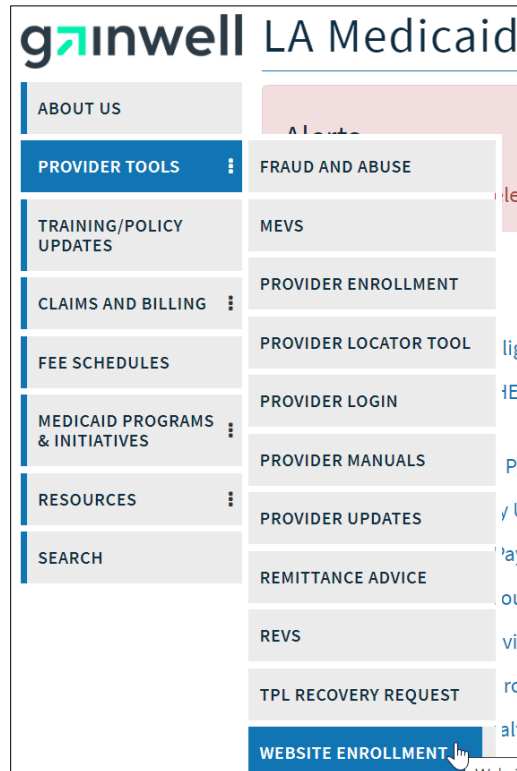 gainwell LA Medicaid
ABOUT US
Alerts
PROVIDER TOOLS
TRAINING/POLICY
UPDATES
CLAIMS AND BILLING
FEE SCHEDULES
MEDICAID PROGRAMS
& INITIATIVES
RESOURCES
SEARCH
FRAUD AND ABUSE
MEVS
PROVIDER ENROLLMENT
PROVIDER LOCATOR TOOL
PROVIDER LOGIN
PROVIDER MANUALS
PROVIDER UPDATES
REMITTANCE ADVICE
REVS
TPL RECOVERY REQUEST
WEBSITE ENROLLMENT